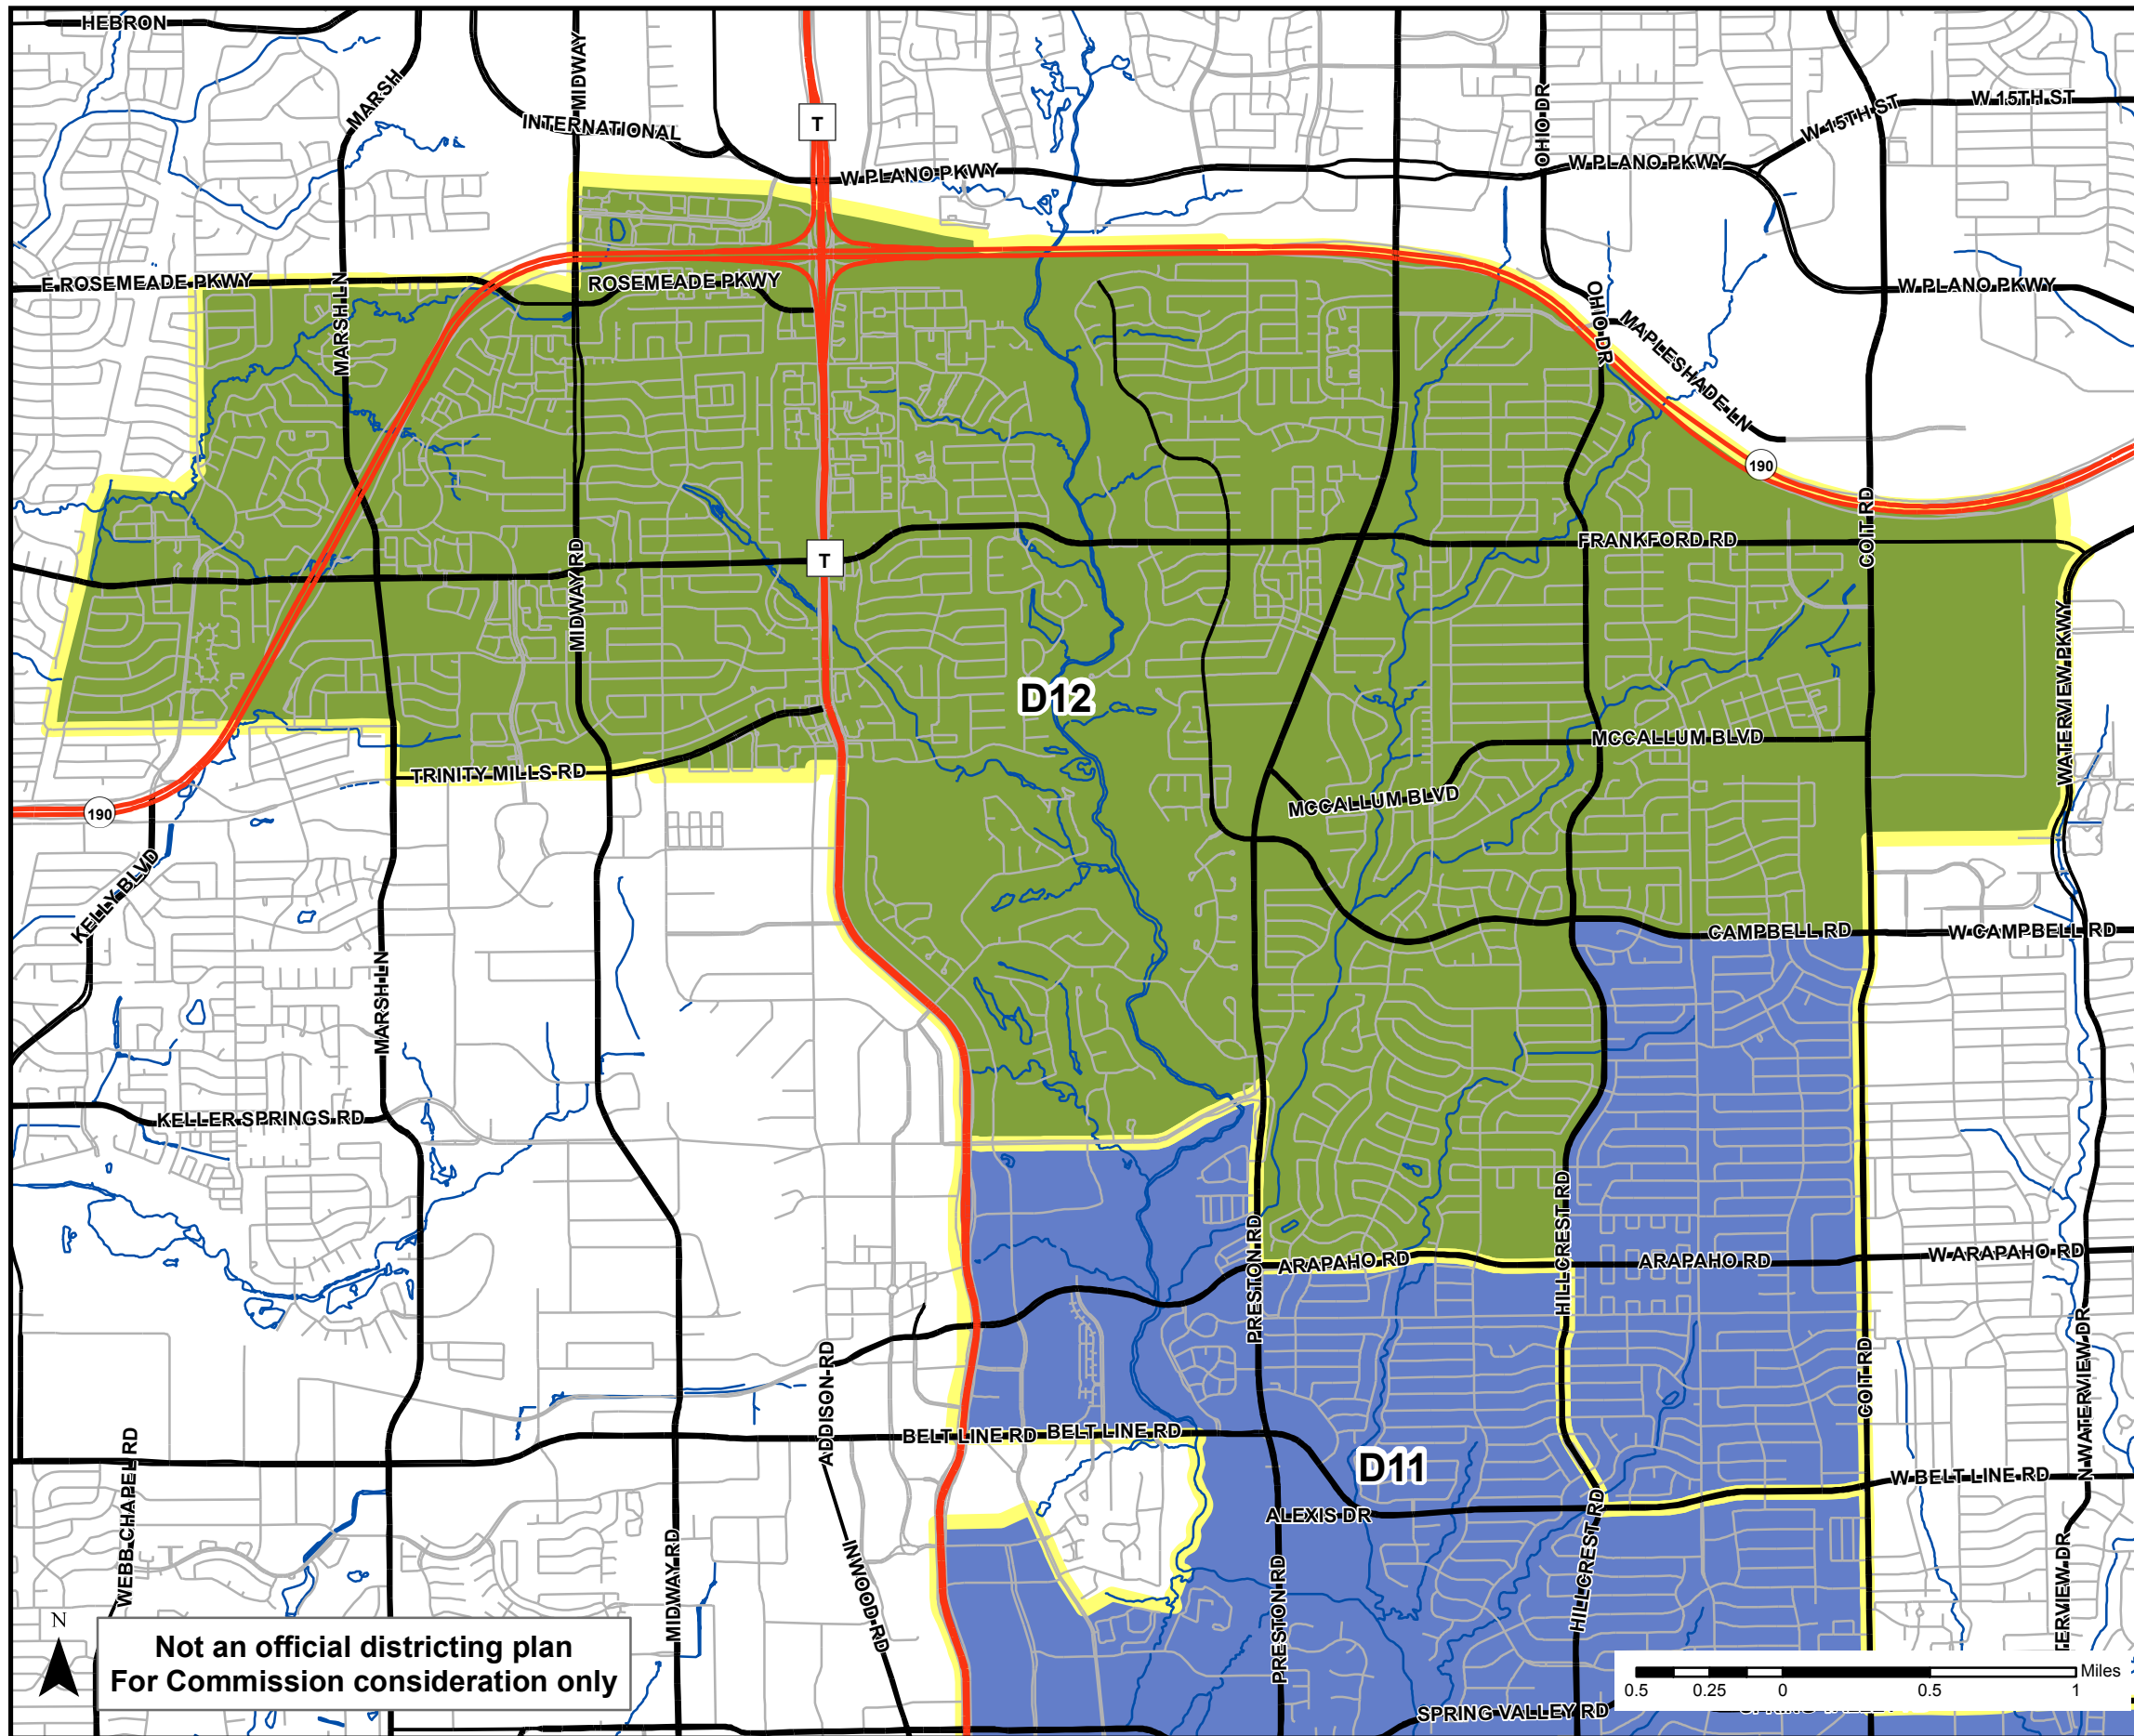 HEBRON
MARSH
MIDWAY
INTERNATIONAL
T
W PLANO PKWY
OHIO DR
W PLANO PKWY
W 15TH ST
W 15TH ST
E ROSEMEADE PKWY
MARSH LN
ROSEMEADE PKWY
OHIO DR
MAPLESHADE LN
W PLANO PKWY
190
T
MIDWAY RD
FRANKFORD RD
COIT RD
WATERVIEW PKWY
D12
MCCALLUM BLVD
TRINITY MILLS RD
MCCALLUM BLVD
190
KELLY BLVD
MARSH LN
CAMPBELL RD
W CAMPBELL RD
KELLER SPRINGS RD
PRESTON RD
HILLCREST RD
ARAPAHO RD
ARAPAHO RD
W ARAPAHO RD
ADDISON RD
COIT RD
N WATERVIEW DR
BELT LINE RD
BELT LINE RD
D11
W BELT LINE RD
WEBB CHAPEL RD
ALEXIS DR
HILLCREST RD
MIDWAY RD
INWOOD RD
PRESTON RD
TERVIEW DR
N
Not an official districting plan
For Commission consideration only
Miles
0.5 0.25 0 0.5 1
SPRING VALLEY RD